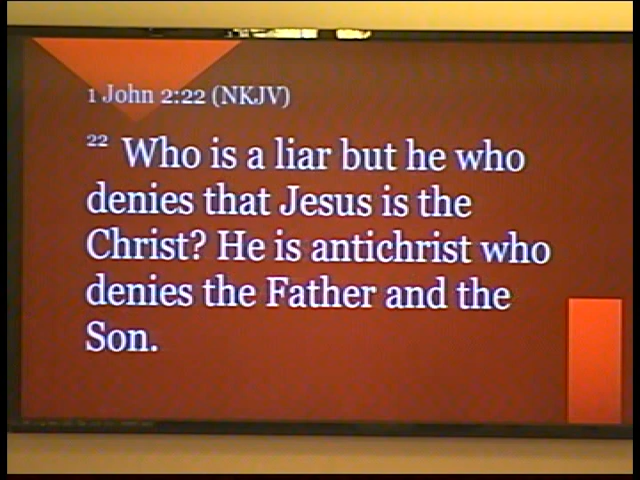 1 John 2:22 (NKJV)
22 Who is a liar but he who
denies that Jesus is the
Christ? He is antichrist who
denies the Father and the
Son.